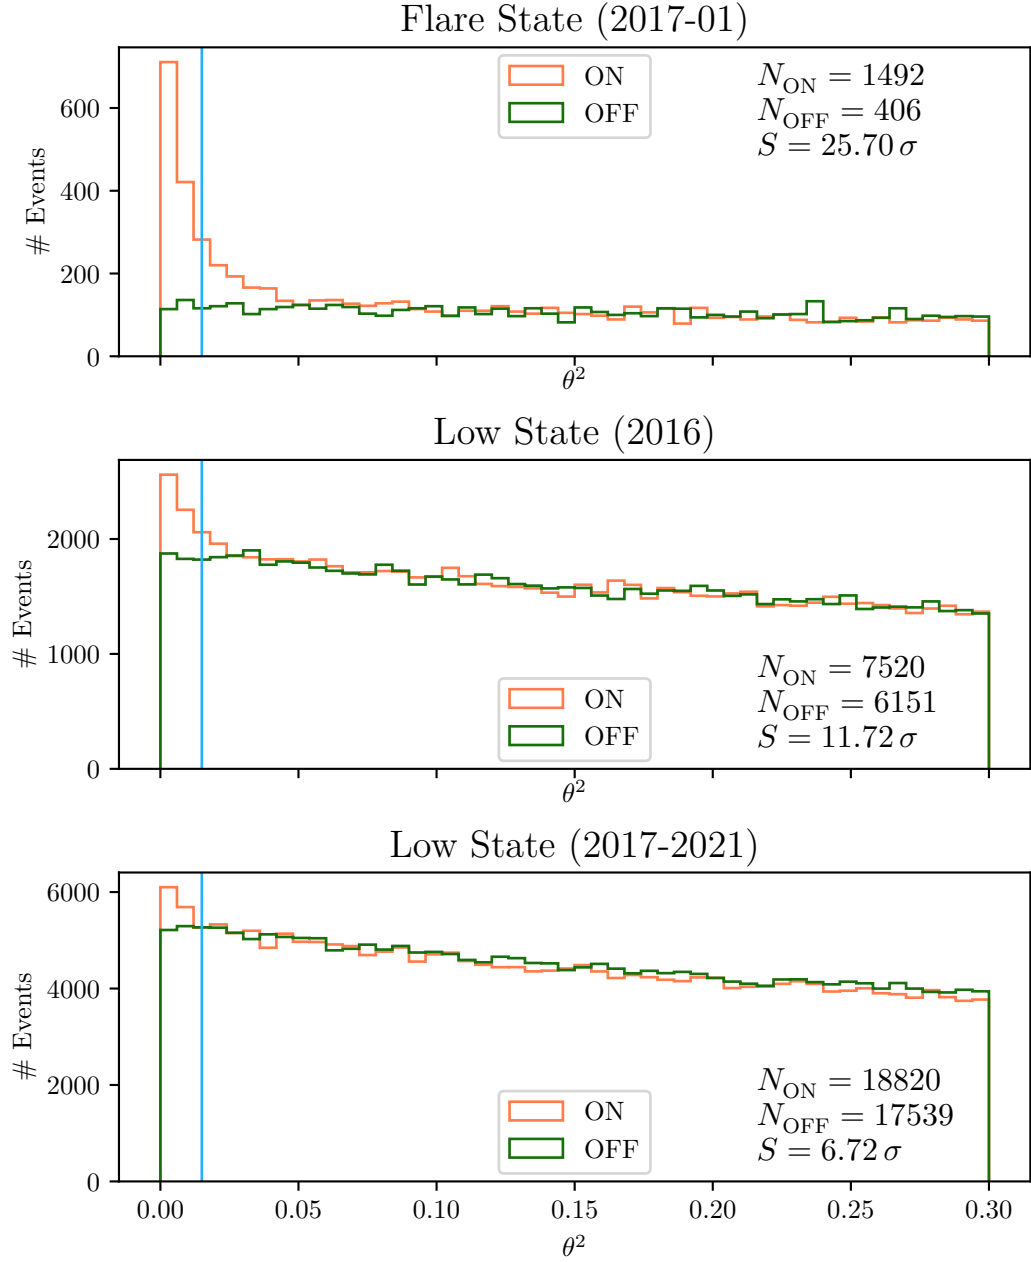 Flare State (2017-01)
600
400
200
0
# Events
ON
OFF
N_ON = 1492
N_OFF = 406
S = 25.70 σ
θ²
Low State (2016)
2000
1000
0
# Events
ON
OFF
N_ON = 7520
N_OFF = 6151
S = 11.72 σ
θ²
Low State (2017-2021)
6000
4000
2000
0
# Events
ON
OFF
N_ON = 18820
N_OFF = 17539
S = 6.72 σ
0.00 0.05 0.10 0.15 0.20 0.25 0.30
θ²